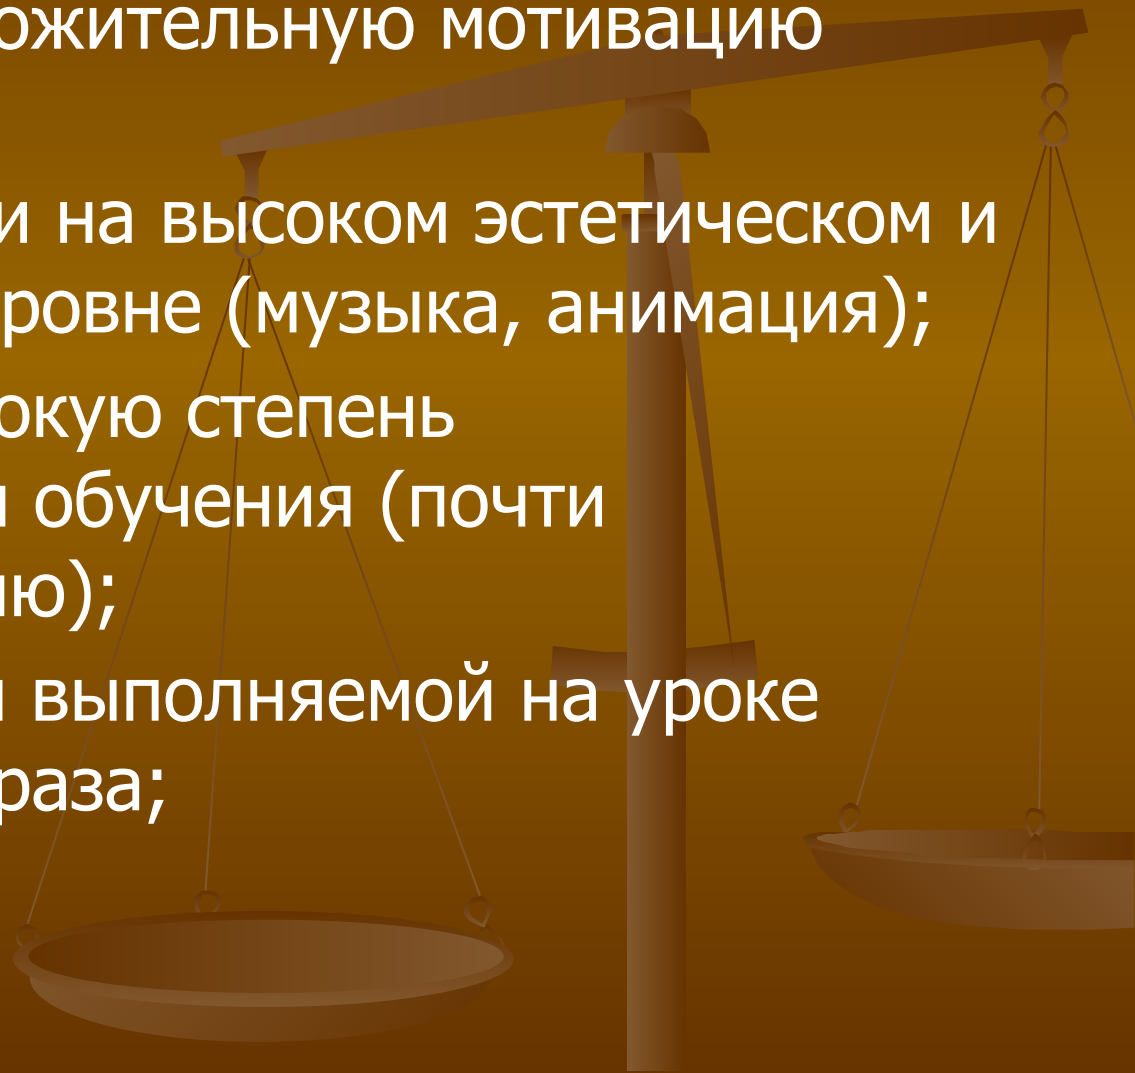 ожительную мотивацию
и на высоком эстетическом и
ровне (музыка, анимация);
окую степень
обучения (почти
ю);
выполняемой на уроке
раза;